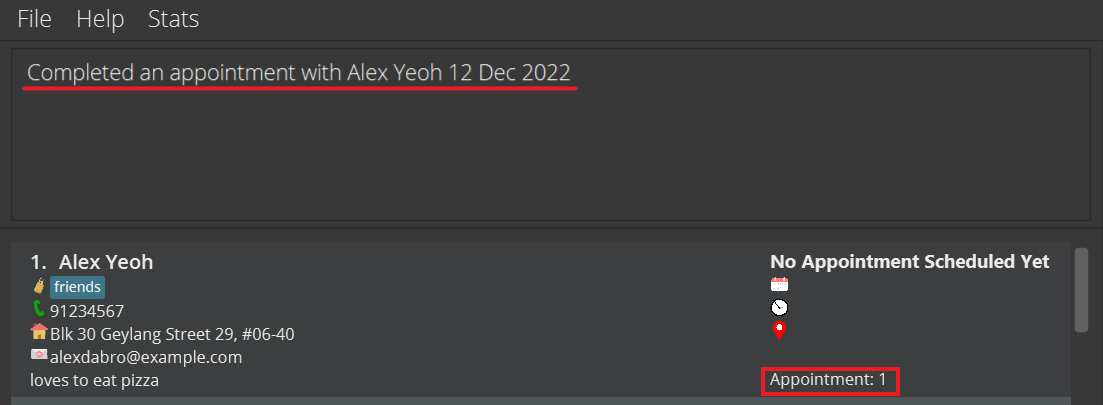 File Help Stats
Completed an appointment with Alex Yeoh 12 Dec 2022
1. Alex Yeoh
friends
91234567
Blk 30 Geylang Street 29, #06-40
alexdabro@example.com
loves to eat pizza
No Appointment Scheduled Yet
Appointment: 1